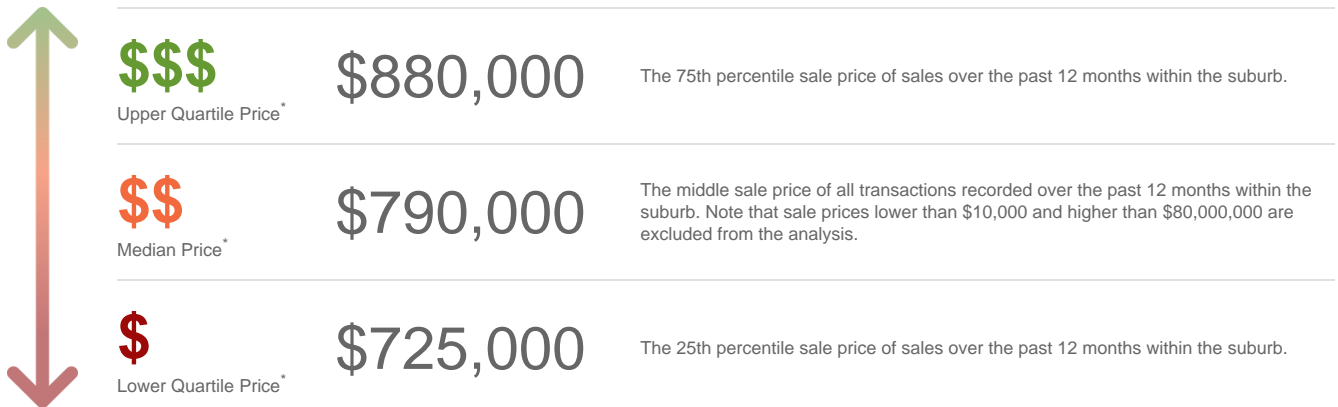 $$$
Upper Quartile Price*
$880,000
The 75th percentile sale price of sales over the past 12 months within the suburb.
$$
Median Price*
$790,000
The middle sale price of all transactions recorded over the past 12 months within the
suburb. Note that sale prices lower than $10,000 and higher than $80,000,000 are
excluded from the analysis.
$
Lower Quartile Price*
$725,000
The 25th percentile sale price of sales over the past 12 months within the suburb.